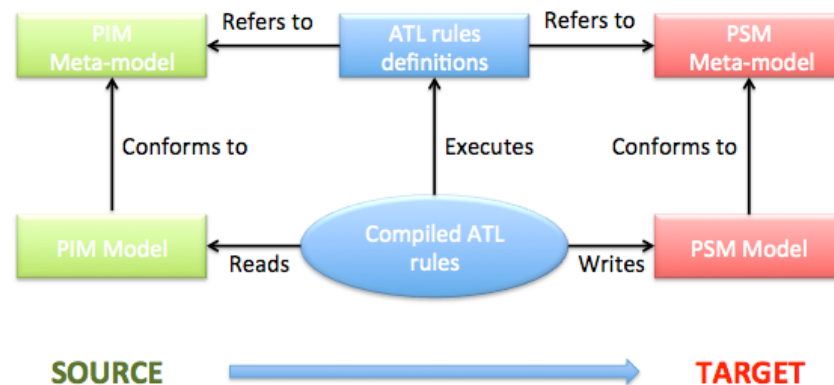 PIM
Meta-model
Refers to
ATL rules
definitions
Refers to
PSM
Meta-model
Conforms to
Executes
Conforms to
PIM Model
Reads
Compiled ATL
rules
Writes
PSM Model
SOURCE
TARGET